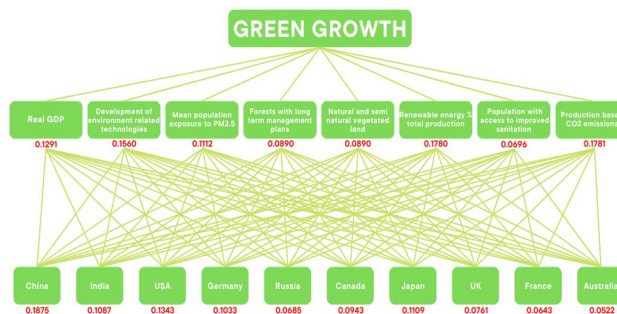 GREEN GROWTH
Real GDP
Development of
environment related
technologies
Mean population
exposure to PM2.5
Forests with long
term management
plans
Natural and semi
natural vegetated
land
Renewable energy %
total production
Population with
access to improved
sanitation
Production base
CO2 emissions
0.1291
0.1560
0.1112
0.0890
0.0890
0.1780
0.0696
0.1781
China
India
USA
Germany
Russia
Canada
Japan
UK
France
Australia
0.1875
0.1087
0.1343
0.1033
0.0685
0.0943
0.1109
0.0761
0.0643
0.0522